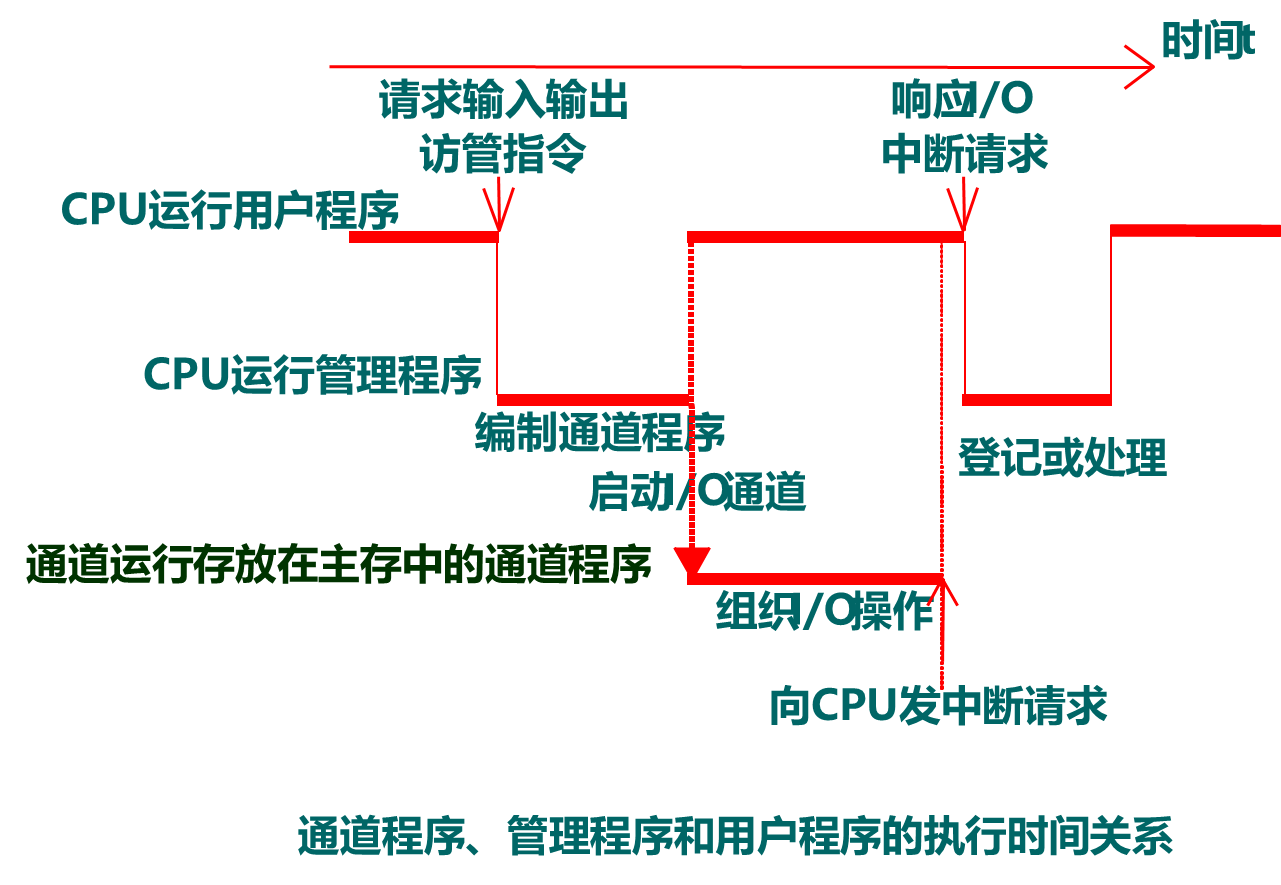 时间t
请求输入输出
访管指令
响应I/O
中断请求
CPU运行用户程序
CPU运行管理程序
编制通道程序
启动I/O通道
登记或处理
通道运行存放在主存中的通道程序
组织I/O操作
向CPU发中断请求
通道程序、管理程序和用户程序的执行时间关系